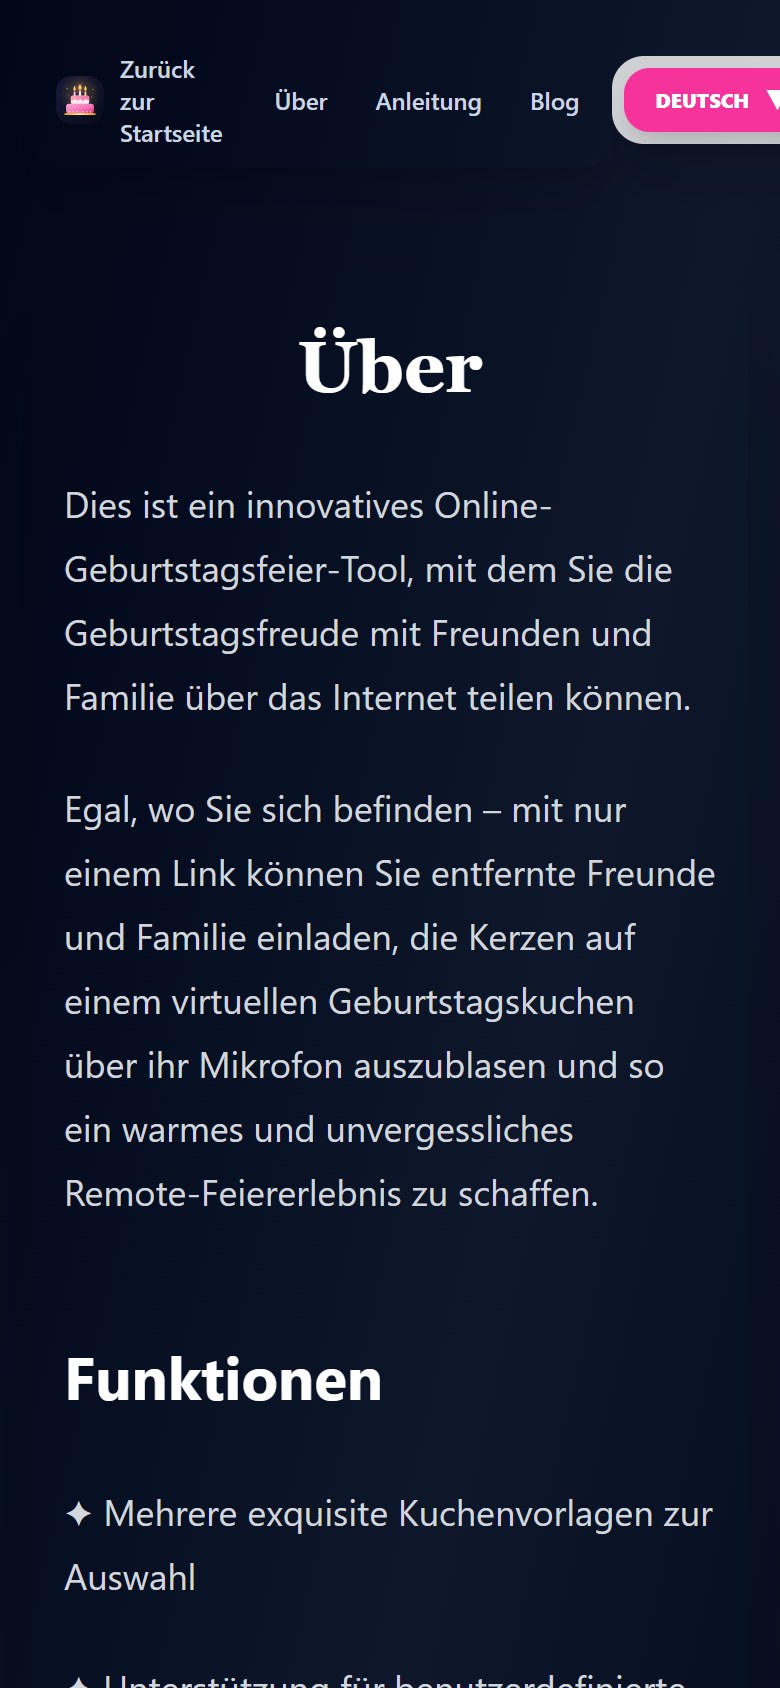 Zurück
zur
Startseite
Über
Anleitung
Blog
DEUTSCH ▼
Über
Dies ist ein innovatives Online-
Geburtstagsfeier-Tool, mit dem Sie die
Geburtstagsfreude mit Freunden und
Familie über das Internet teilen können.
Egal, wo Sie sich befinden – mit nur
einem Link können Sie entfernte Freunde
und Familie einladen, die Kerzen auf
einem virtuellen Geburtstagskuchen
über ihr Mikrofon auszublasen und so
ein warmes und unvergessliches
Remote-Feiererlebnis zu schaffen.
Funktionen
✦ Mehrere exquisite Kuchenvorlagen zur
Auswahl
✦ Unterstützung für benutzerdefinierte